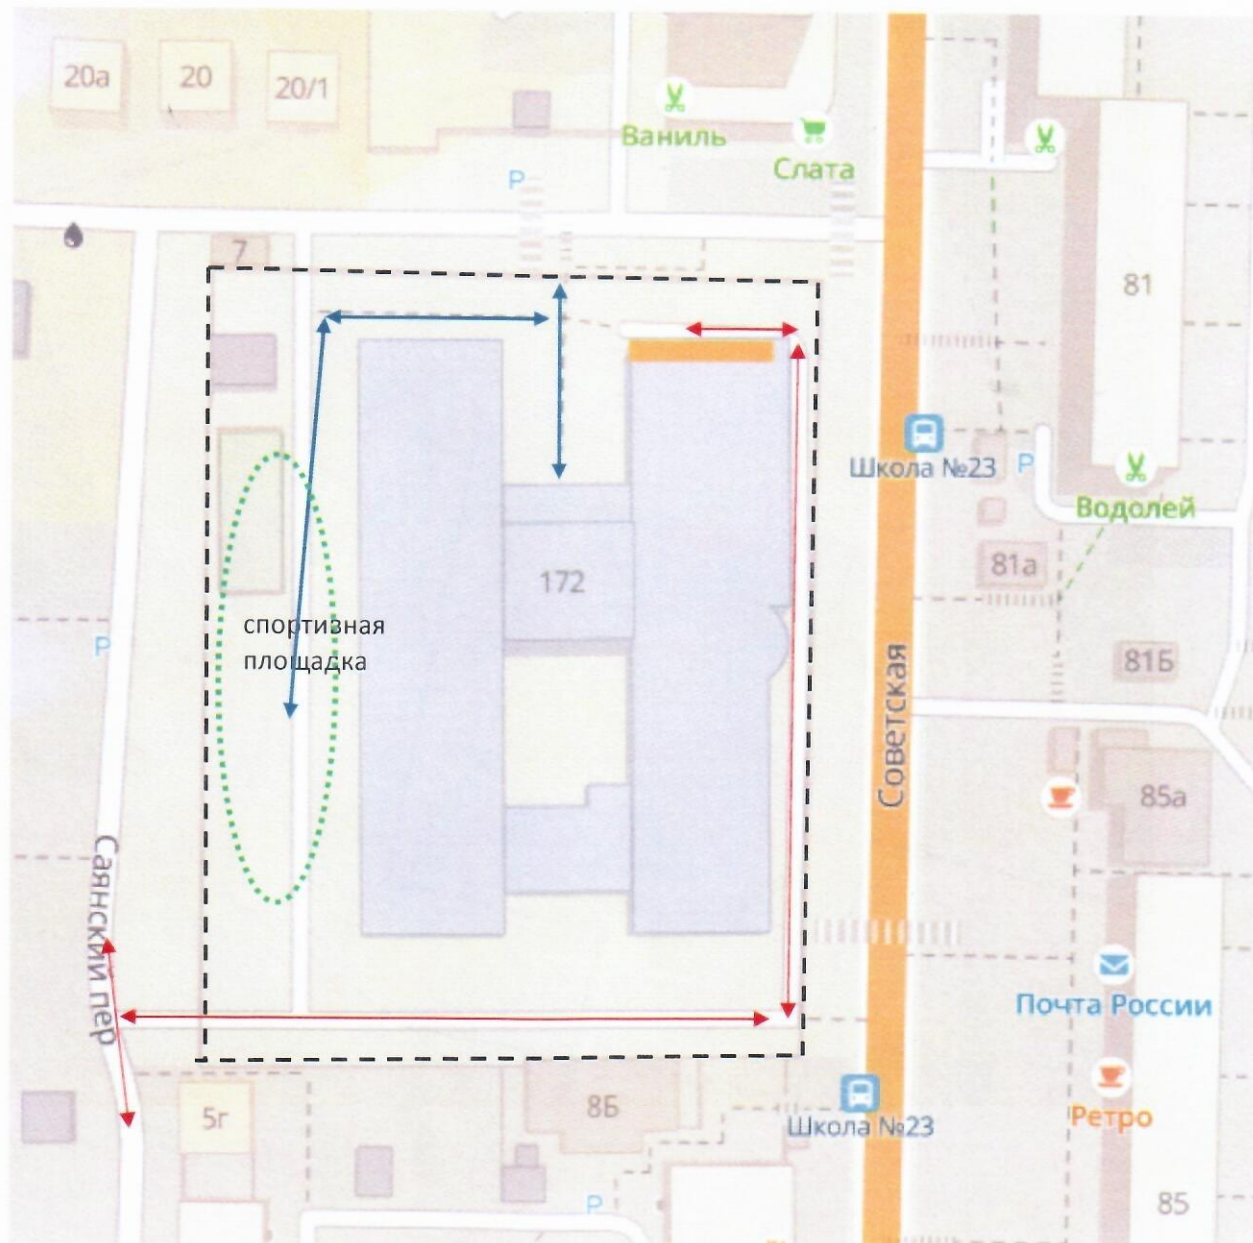 20а
20
20/1
Ваниль
Слата
P
7
81
Школа №23
P
Водолей
172
81а
спортивная
площадка
P
81Б
Советская
85а
Саянский пер
Почта России
5г
8Б
Школа №23
Ретро
P
85